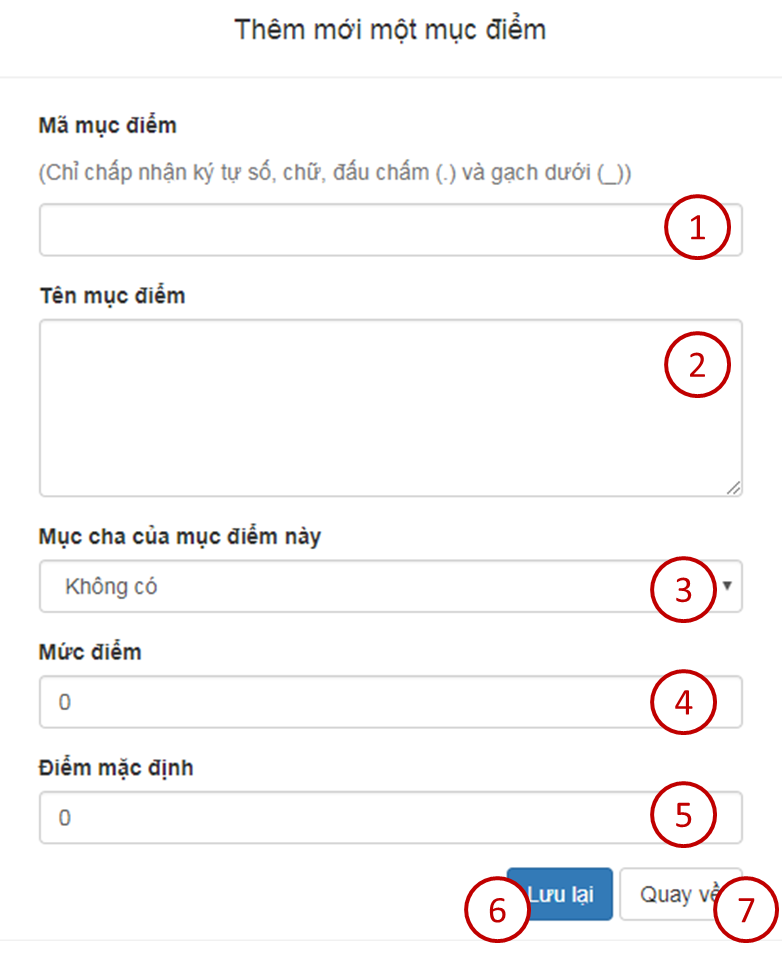 Thêm mới một mục điểm
Mã mục điểm
(Chỉ chấp nhận ký tự số, chữ, đấu chấm (.) và gạch dưới (_))
1
Tên mục điểm
2
Mục cha của mục điểm này
Không có
3
Mức điểm
0
4
Điểm mặc định
0
5
6
Lưu lại
Quay về
7